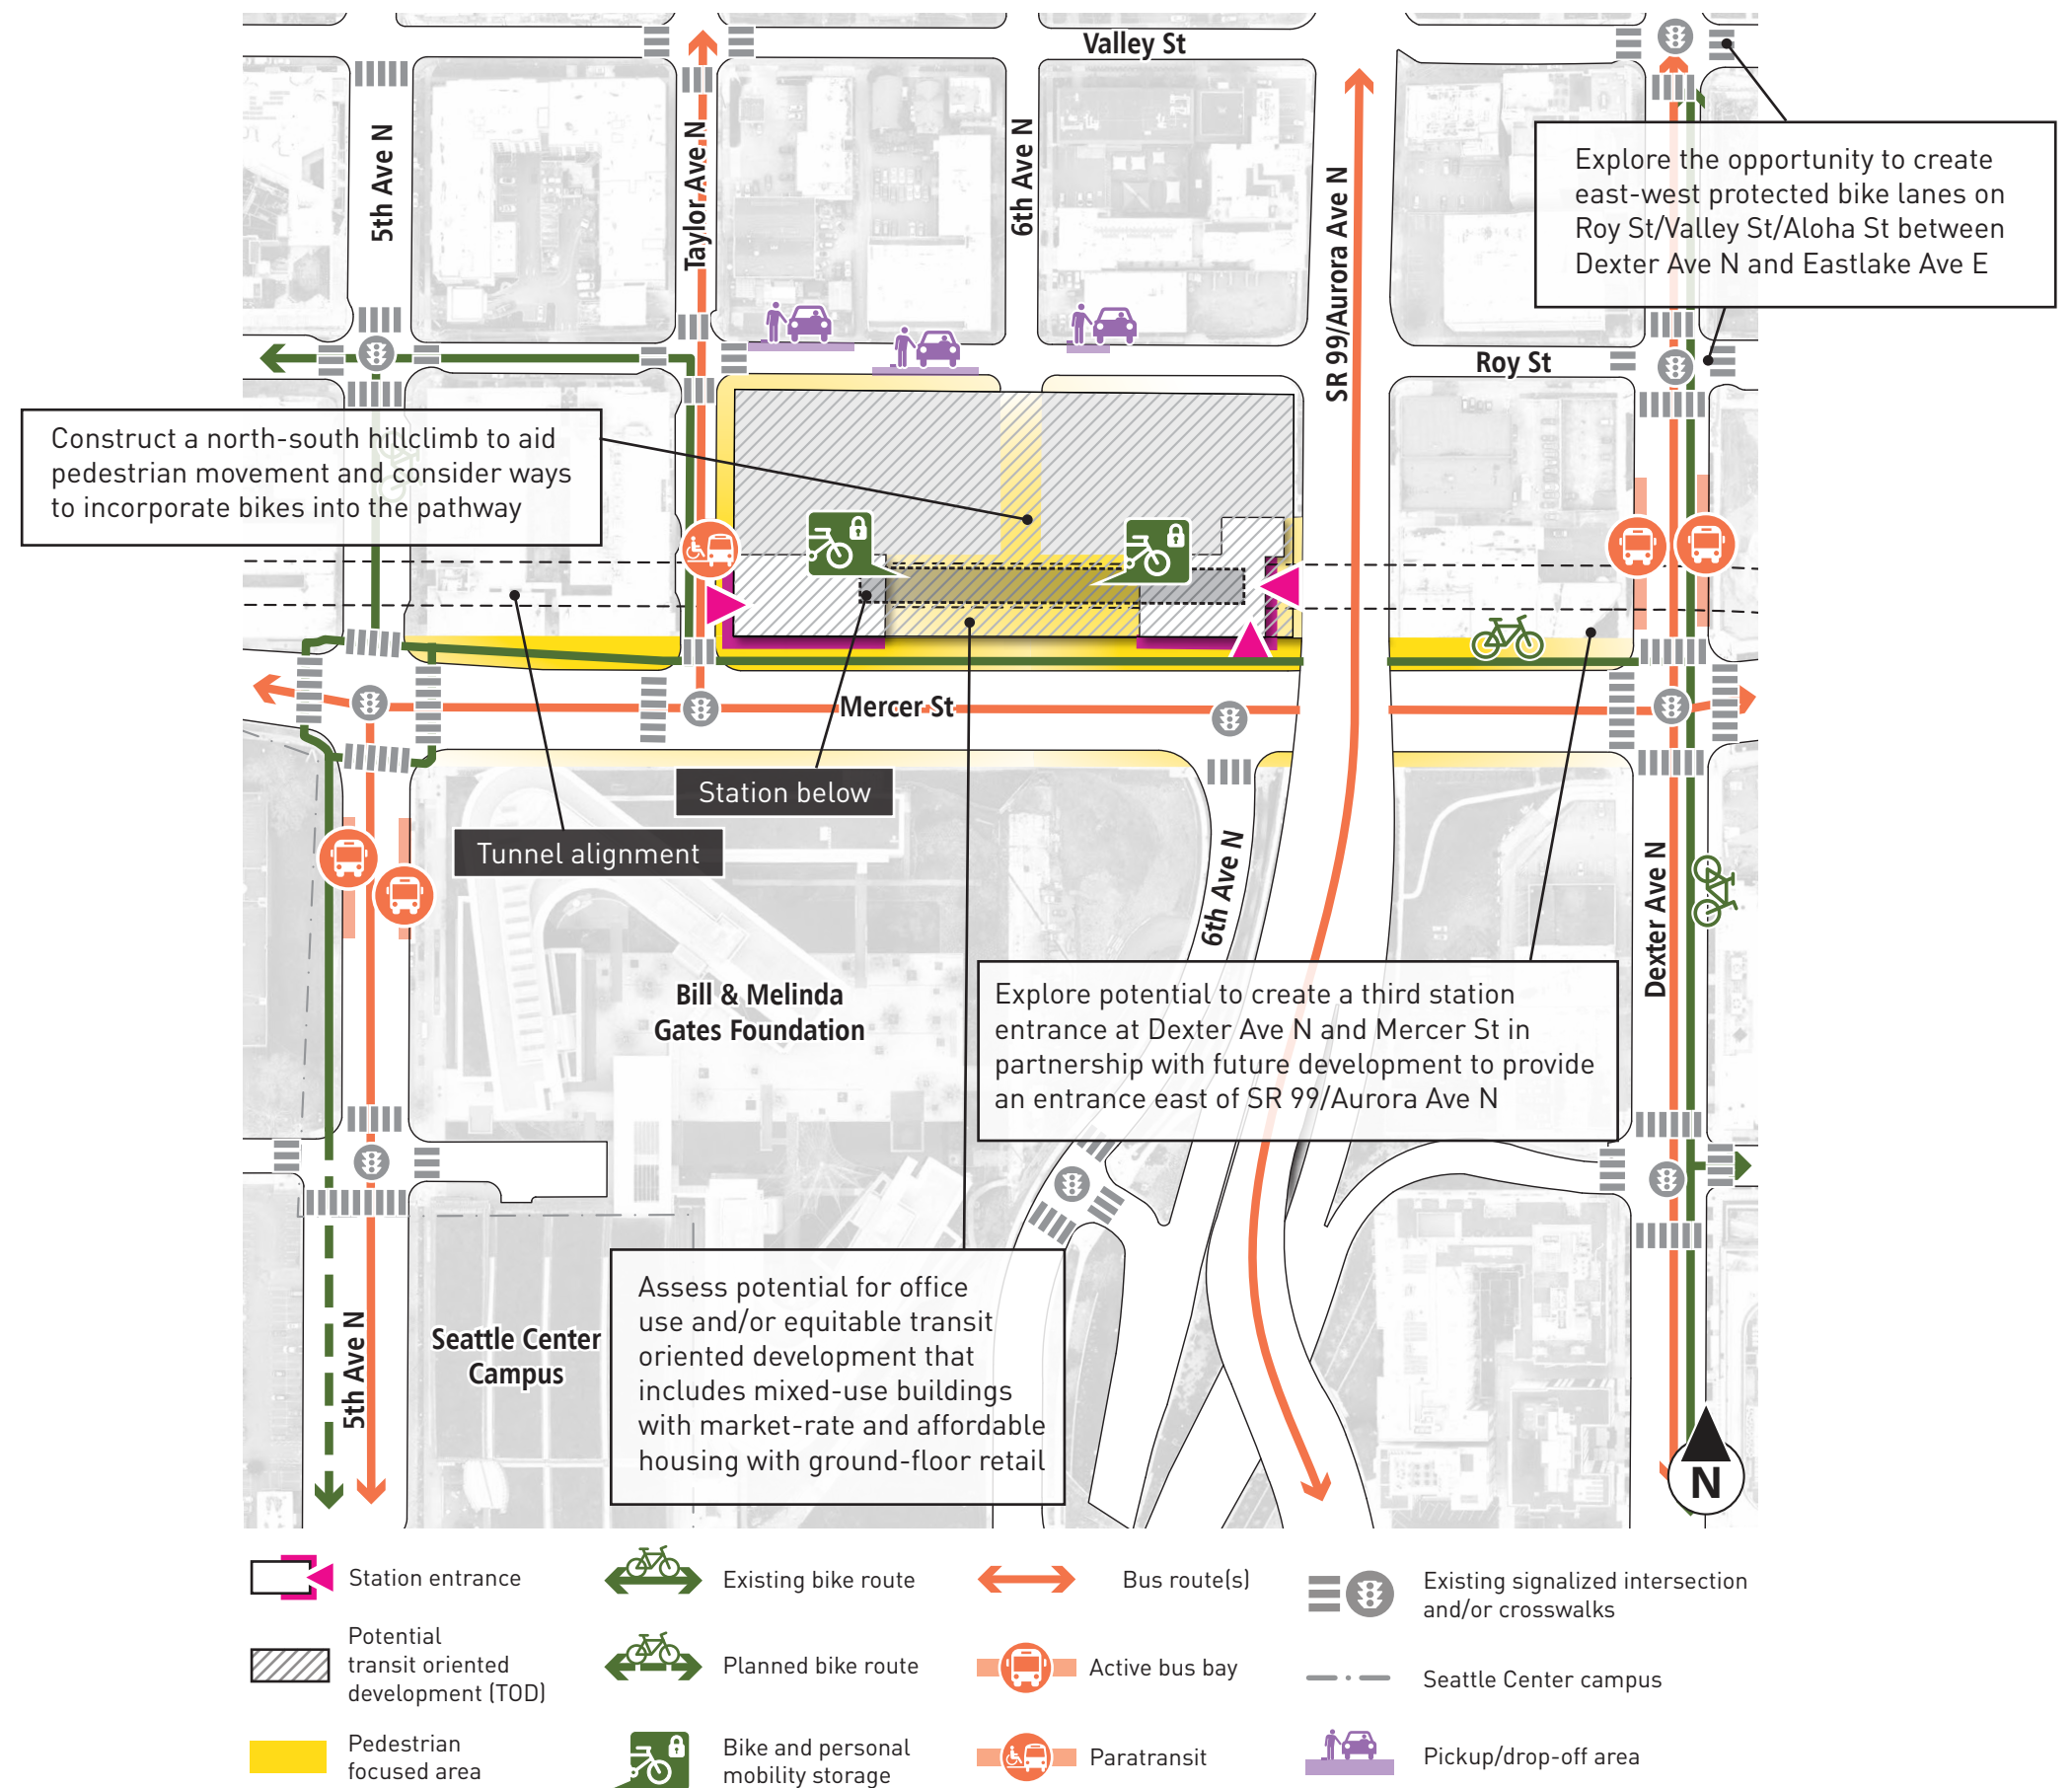 Valley St
5th Ave N
Taylor Ave N
6th Ave N
SR 99/Aurora Ave N
Explore the opportunity to create
east-west protected bike lanes on
Roy St/Valley St/Aloha St between
Dexter Ave N and Eastlake Ave E
Roy St
Construct a north-south hillclimb to aid
pedestrian movement and consider ways
to incorporate bikes into the pathway
Mercer St
Station below
Tunnel alignment
6th Ave N
Dexter Ave N
Bill & Melinda
Gates Foundation
Explore potential to create a third station
entrance at Dexter Ave N and Mercer St in
partnership with future development to provide
an entrance east of SR 99/Aurora Ave N
Assess potential for office
use and/or equitable transit
oriented development that
includes mixed-use buildings
with market-rate and affordable
housing with ground-floor retail
Seattle Center
Campus
5th Ave N
N
Station entrance
Existing bike route
Bus route(s)
Existing signalized intersection
and/or crosswalks
Potential
transit oriented
development (TOD)
Planned bike route
Active bus bay
Seattle Center campus
Pedestrian
focused area
Bike and personal
mobility storage
Paratransit
Pickup/drop-off area